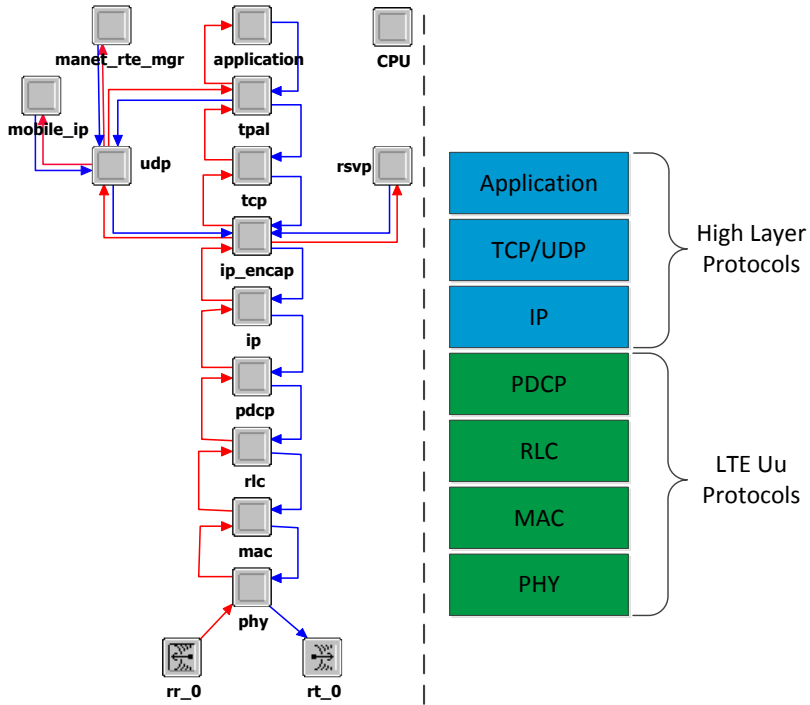 manet_rte_mgr
application
CPU
mobile_ip
tpal
udp
rsvp
tcp
ip_encap
ip
pdcp
rlc
mac
phy
rr_0
rt_0
Application
TCP/UDP
IP
PDCP
RLC
MAC
PHY
High Layer
Protocols
LTE Uu
Protocols